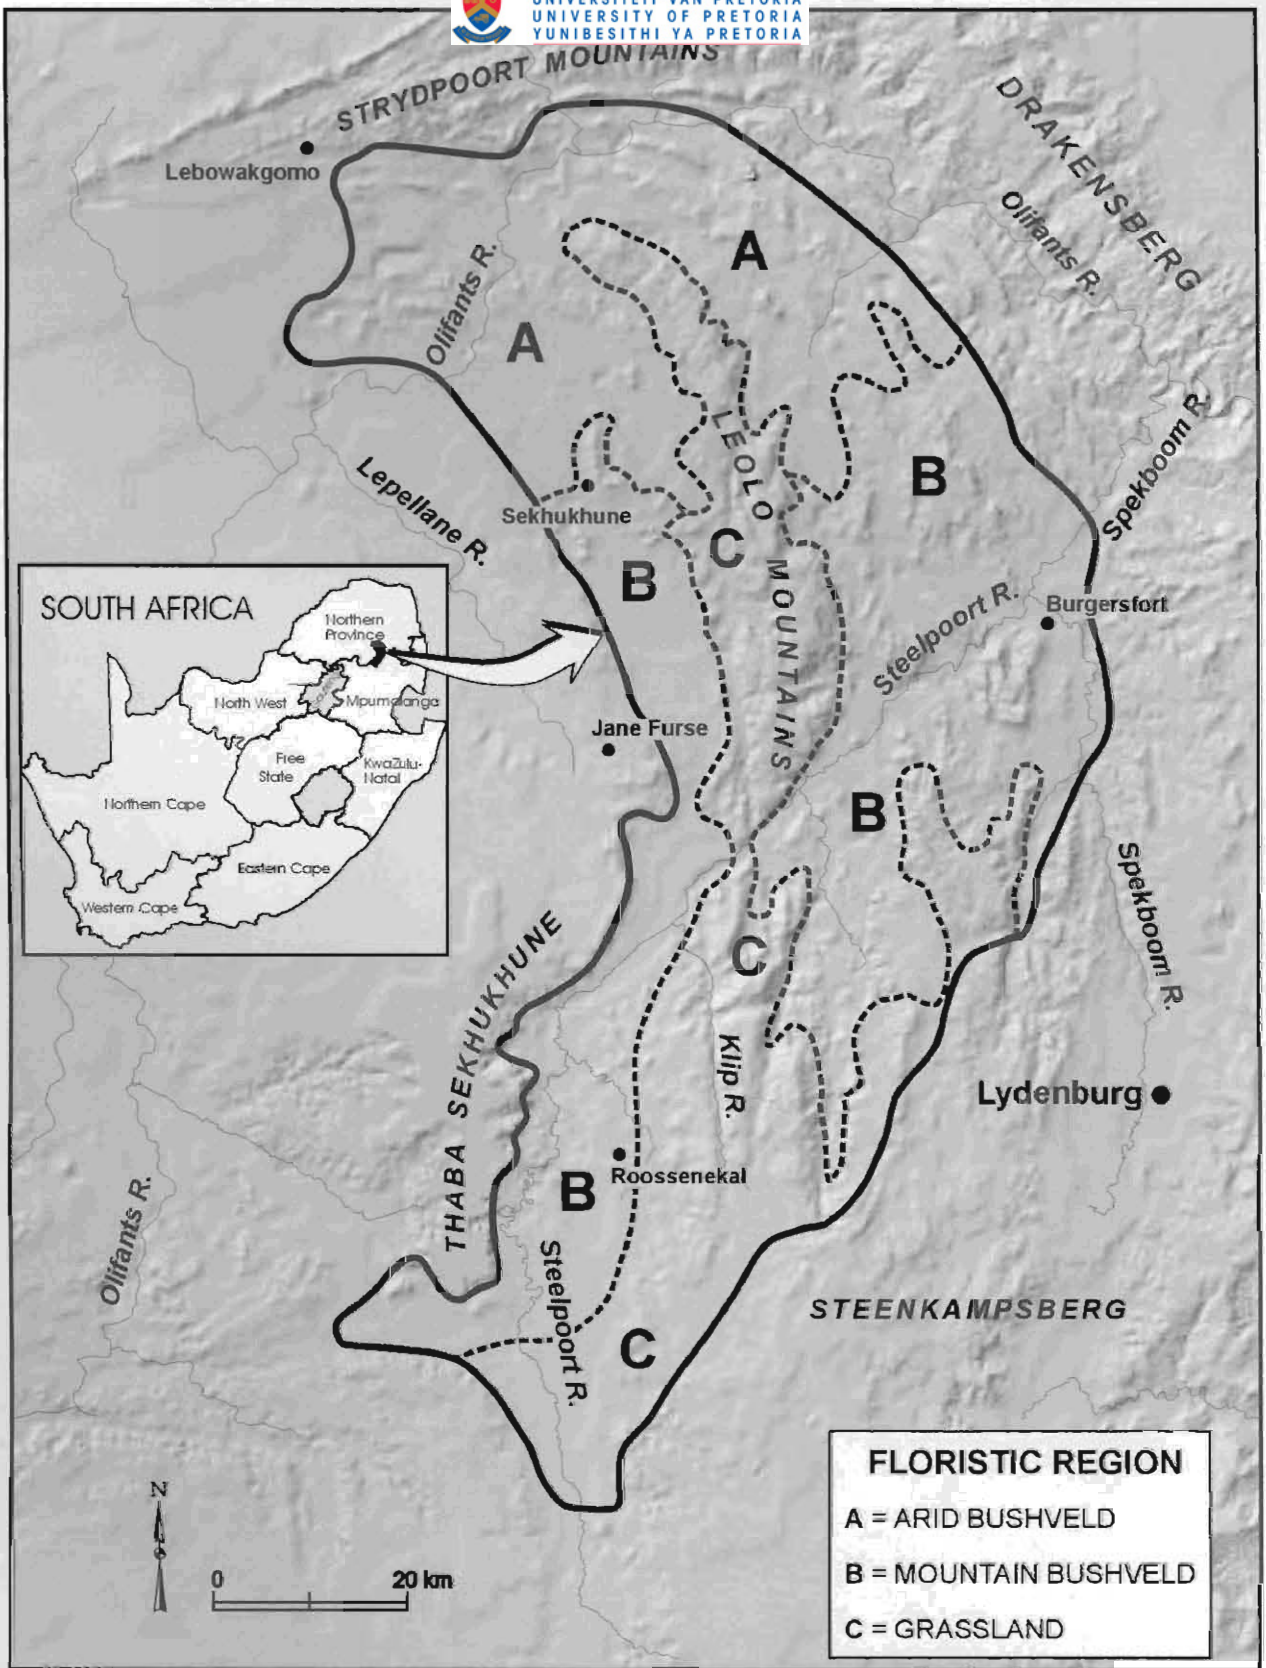 UNIVERSITEIT VAN PRETORIA
UNIVERSITY OF PRETORIA
YUNIBESITHI YA PRETORIA
STRYDPOORT MOUNTAINS
DRAKENSBERG
Lebowakgomo
Olifants R.
Olifants R.
A
A
LEOLO MOUNTAINS
Spekboom R.
B
Lepellane R.
Sekhukhune
C
B
Steelpoort R.
Burgersfort
SOUTH AFRICA
Northern
Province
North West
Mpumalanga
Free
State
KwaZulu-
Natal
Northern Cape
Eastern Cape
Western Cape
Jane Furse
B
Spekboom R.
THABA SEKHUKHUNE
C
Klip R.
Lydenburg
Roossenekal
B
Olifants R.
Steelpoort R.
STEENKAMPSBERG
C
N
0 20 km
FLORISTIC REGION
A = ARID BUSHVELD
B = MOUNTAIN BUSHVELD
C = GRASSLAND